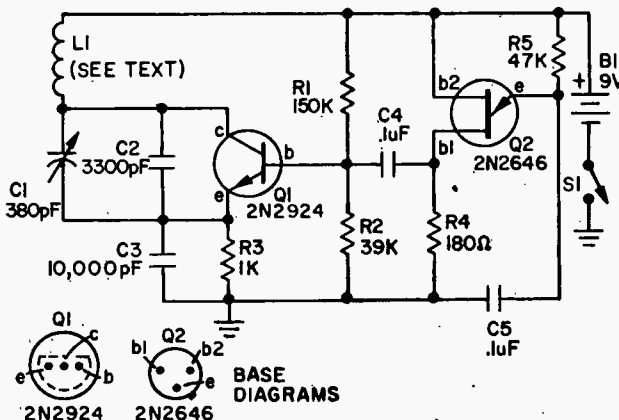 L1
(SEE TEXT)
R1
150K
R5
47K
B1
9V
+
b2
e
b1
Q2
2N2646
C4
.1uF
S1
c
b
e
Q1
2N2924
C2
3300pF
C1
380pF
C3
10,000pF
R3
1K
R2
39K
R4
180Ω
C5
.1uF
Q1
c
e
b
2N2924
Q2
b1
b2
e
2N2646
BASE
DIAGRAMS